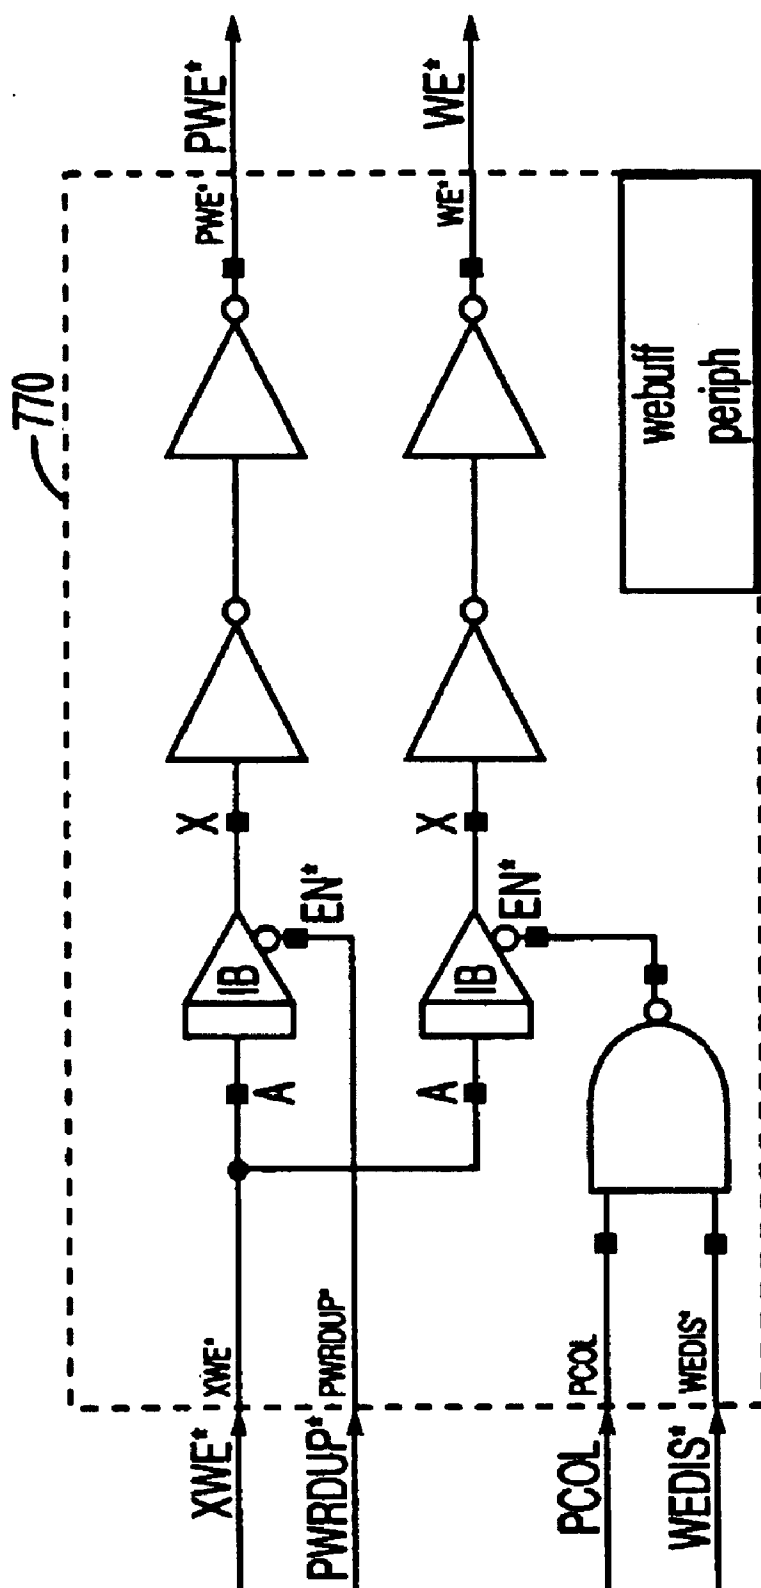 770
XWE*
XWE*
A
IB
X
PWE*
PWE*
EN*
PWRDUP*
PWRDUP*
A
IB
X
WE*
WE*
EN*
PCOL
PCOL
WEDIS*
WEDIS*
webuff
periph